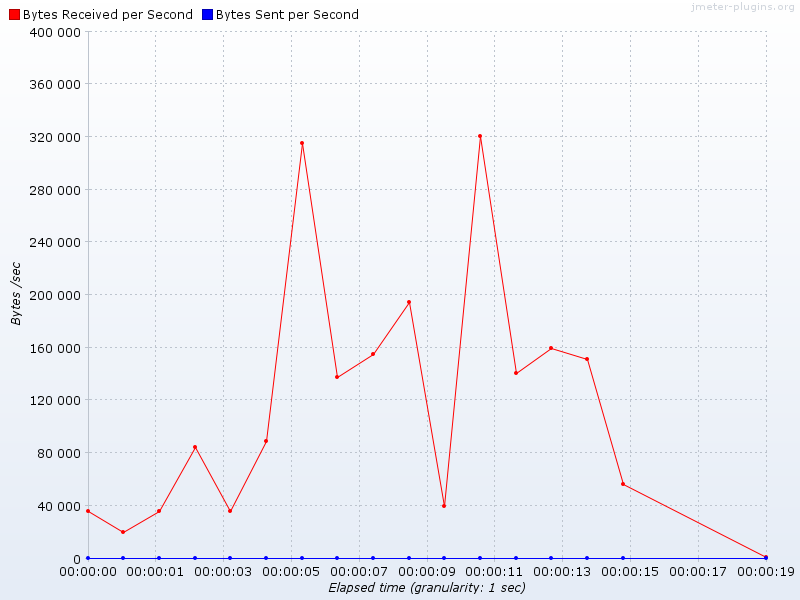 jmeter-plugins.org
Bytes Received per Second Bytes Sent per Second
400 000
360 000
320 000
280 000
240 000
200 000
160 000
120 000
80 000
40 000
0
Bytes /sec
00:00:00 00:00:01 00:00:03 00:00:05 00:00:07 00:00:09 00:00:11 00:00:13 00:00:15 00:00:17 00:00:19
Elapsed time (granularity: 1 sec)